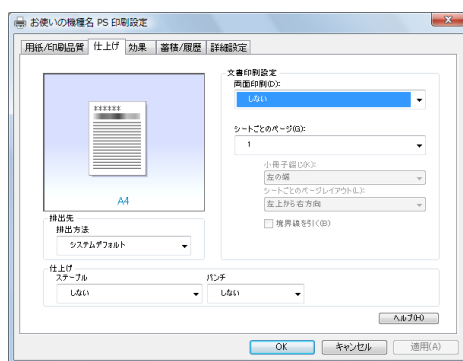 お使いの機種名 PS 印刷設定
用紙/印刷品質 仕上げ 効果 蓄積/履歴 詳細設定
******
A4
文書印刷設定
両面印刷(D):
しない
シートごとのページ(G):
1
小冊子綴じ(K):
左の端
シートごとのページレイアウト(L):
左上から右方向
境界線を引く(B)
排出先
排出方法
システムデフォルト
仕上げ
ステープル パンチ
しない しない
ヘルプ(H)
OK キャンセル 適用(A)